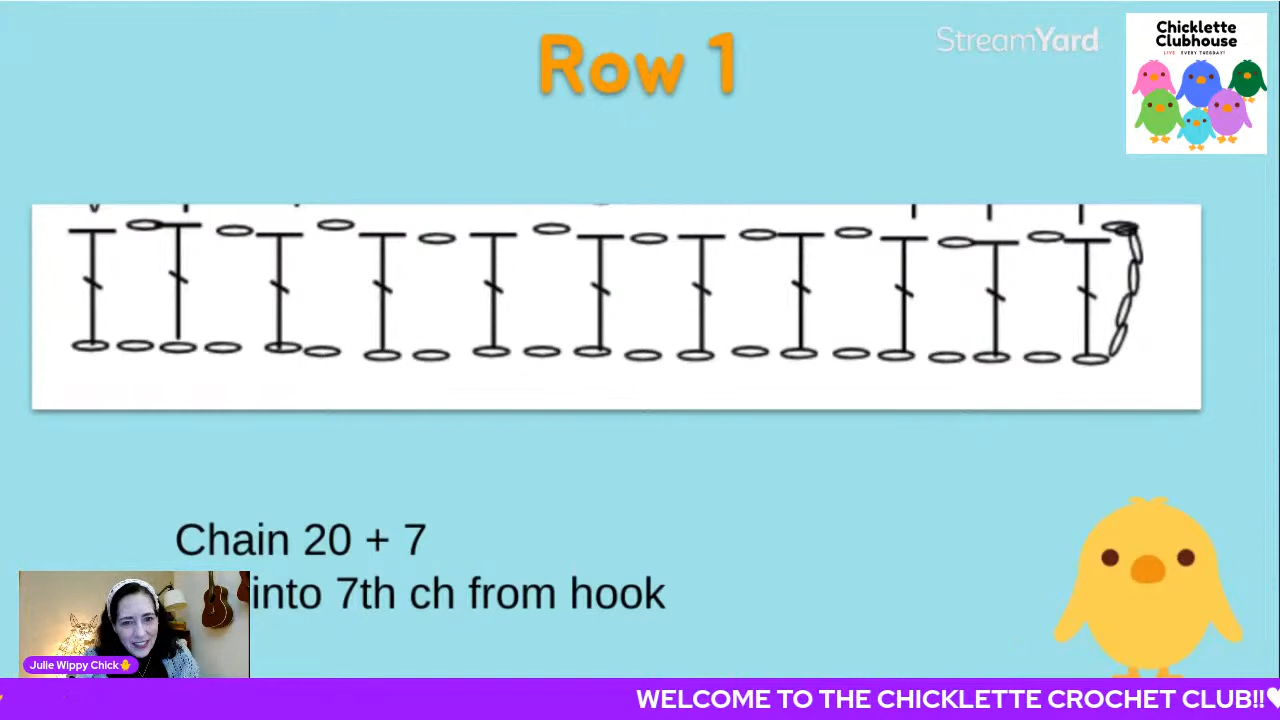 Row 1
StreamYard
Chicklette
Clubhouse
LIVE EVERY TUESDAY!
Chain 20 + 7
into 7th ch from hook
Julie Wippy Chick🐥
WELCOME TO THE CHICKLETTE CROCHET CLUB!!